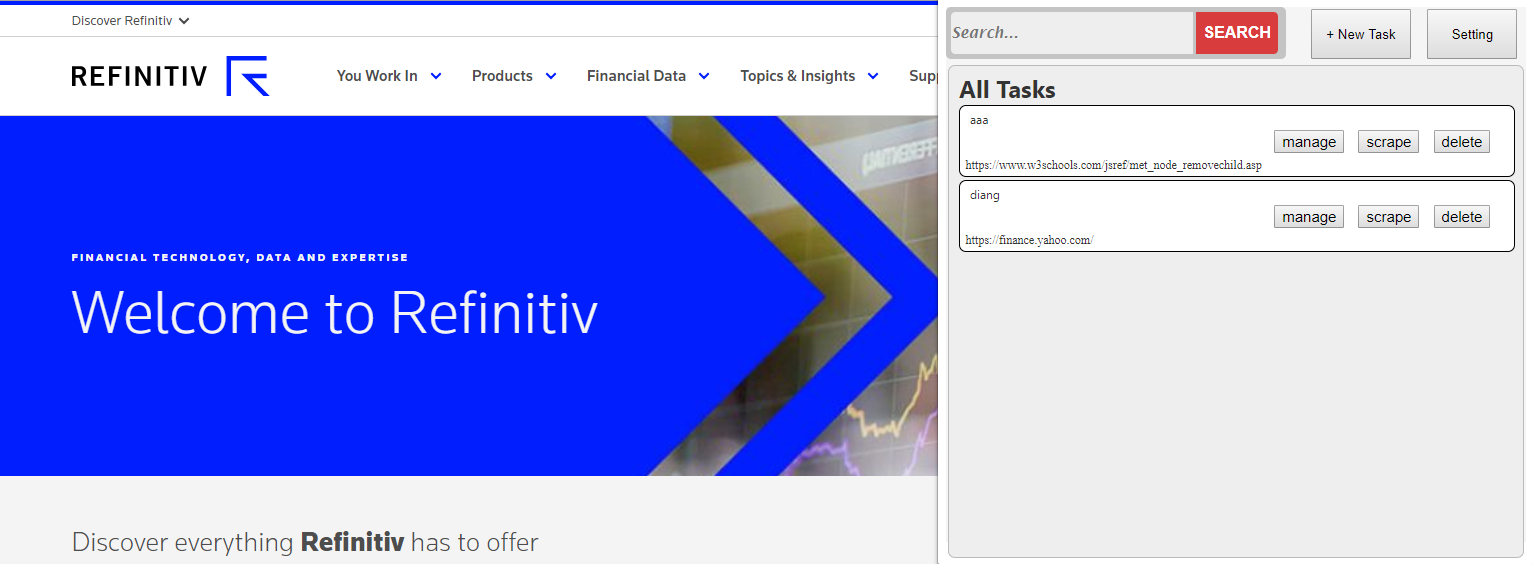 Discover Refinitiv
REFINITIV
You Work In
Products
Financial Data
Topics & Insights
Supp
FINANCIAL TECHNOLOGY, DATA AND EXPERTISE
Welcome to Refinitiv
Discover everything Refinitiv has to offer
Search...
SEARCH
+ New Task
Setting
All Tasks
aaa
manage
scrape
delete
https://www.w3schools.com/jsref/met_node_removechild.asp
diang
manage
scrape
delete
https://finance.yahoo.com/